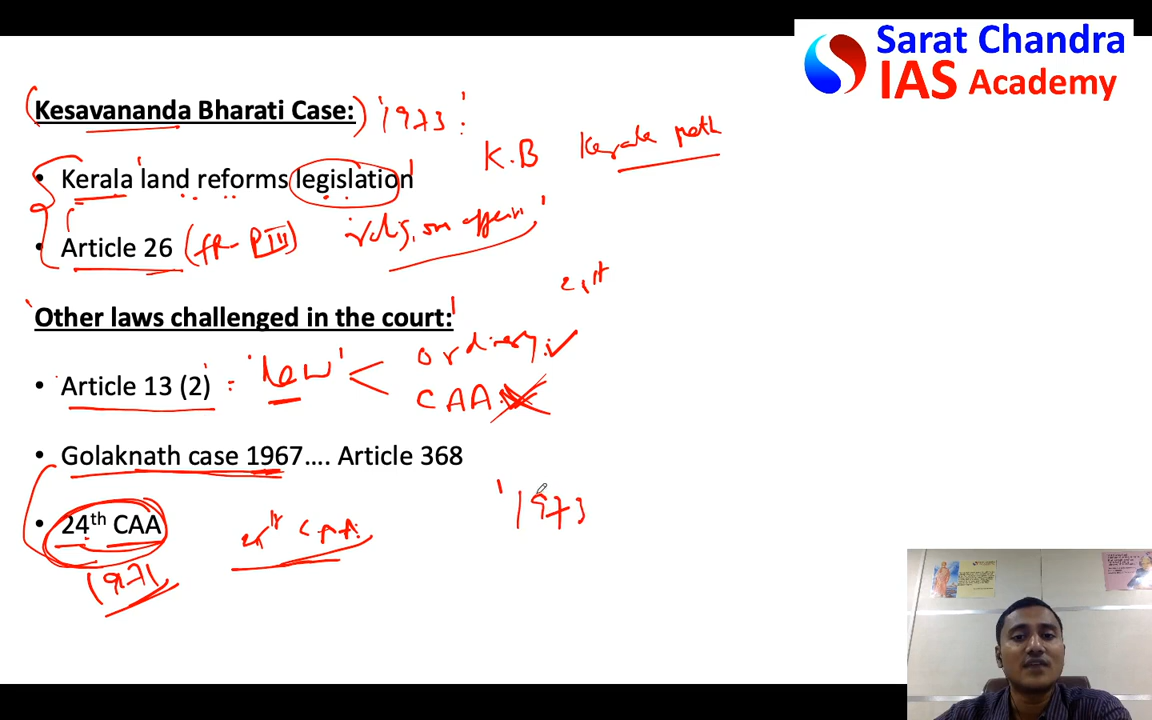 Sarat Chandra
IAS Academy
Kesavananda Bharati Case: '1973'
K.B Kerala math
• Kerala land reforms legislation
• Article 26 (FR- P III)
Other laws challenged in the court:
• Article 13 (2) = 'law' < ordinary
CAA
• Golaknath case 1967.... Article 368
• 24th CAA CAA '1973
1971